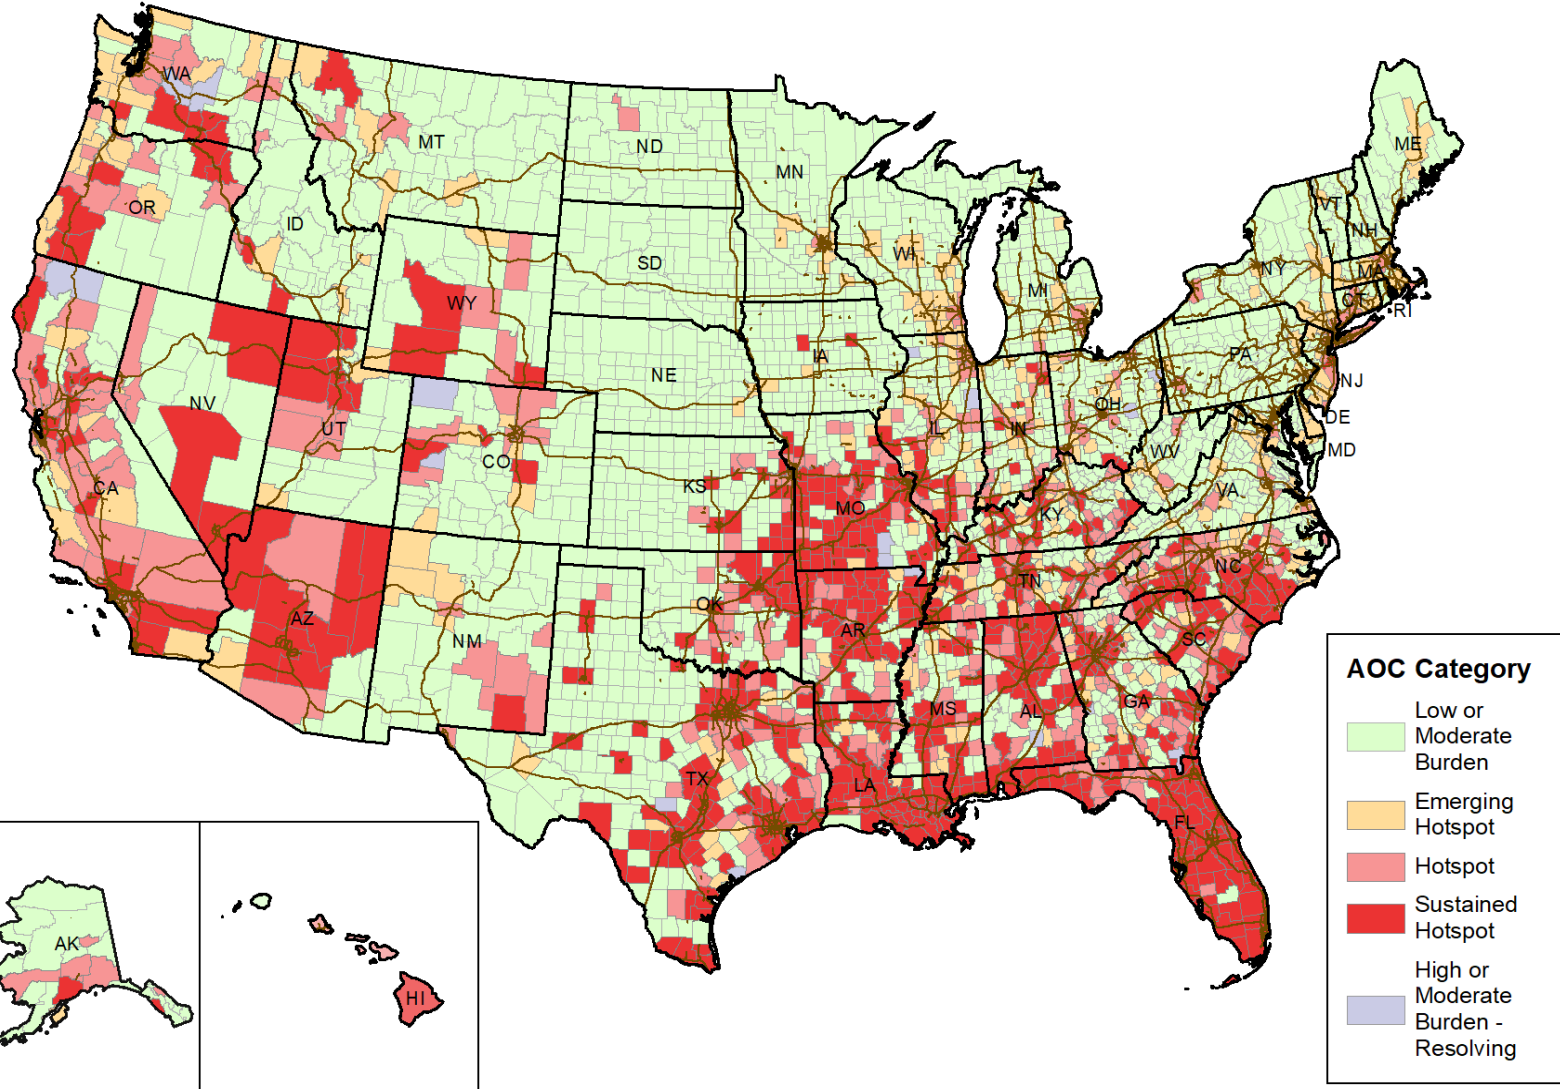 WA
MT
ND
MN
ME
OR
ID
SD
WI
MI
NY
VT
NH
MA
CT
RI
WY
NE
IA
PA
NJ
NV
UT
CO
KS
MO
IL
IN
OH
WV
DE
MD
VA
CA
KY
AZ
NM
OK
AR
TN
NC
SC
TX
LA
MS
AL
GA
FL
AK
HI
AOC Category
Low or
Moderate
Burden
Emerging
Hotspot
Hotspot
Sustained
Hotspot
High or
Moderate
Burden -
Resolving